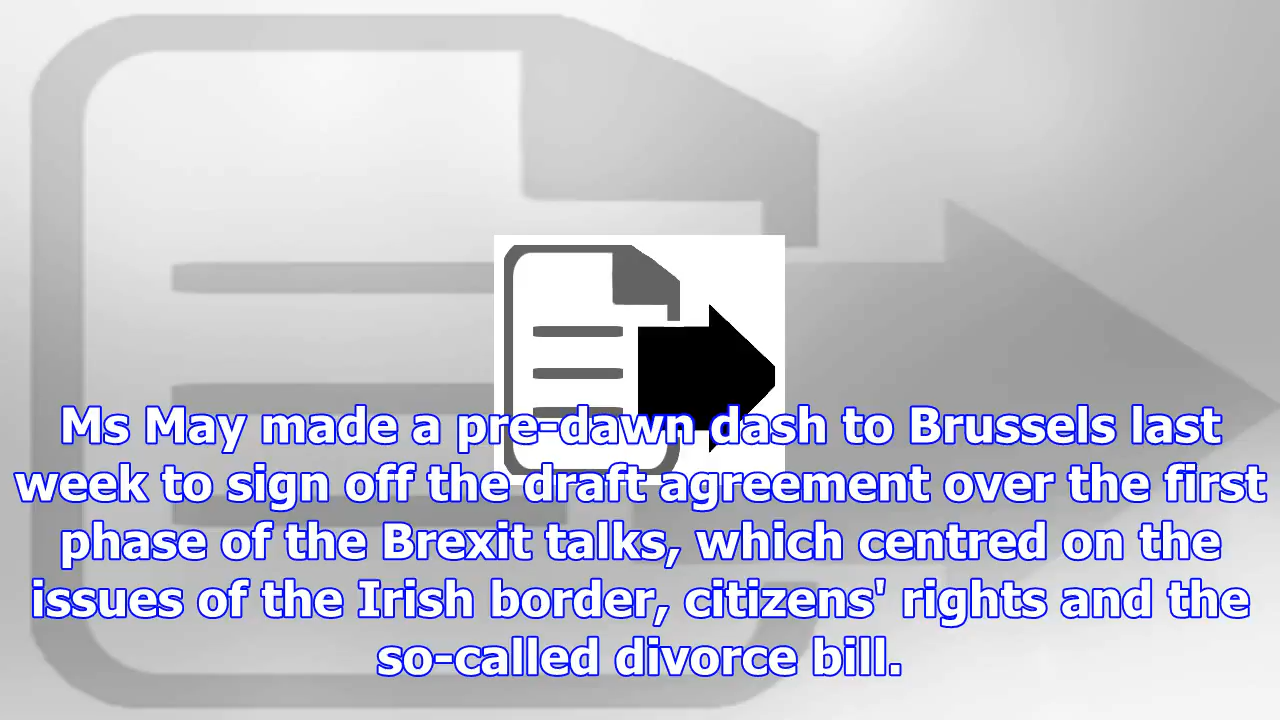 Ms May made a pre-dawn dash to Brussels last
week to sign off the draft agreement over the first
phase of the Brexit talks, which centred on the
issues of the Irish border, citizens' rights and the
so-called divorce bill.